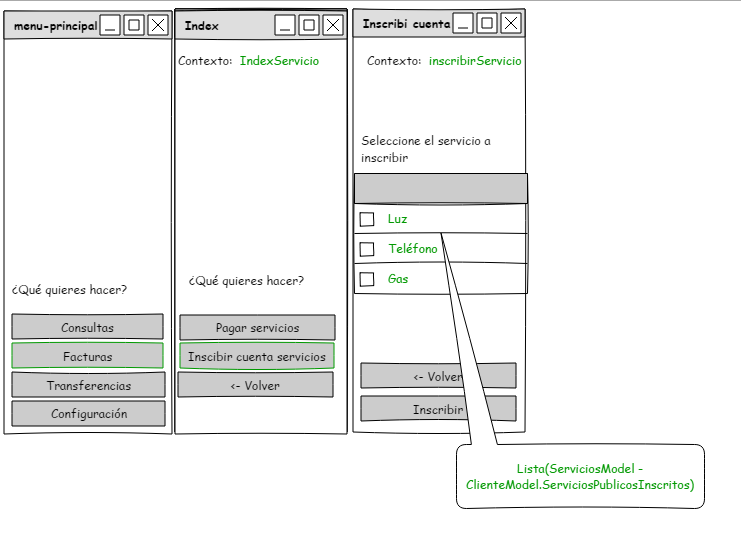 menu-principal
¿Qué quieres hacer?
Consultas
Facturas
Transferencias
Configuración
Index
Contexto: IndexServicio
¿Qué quieres hacer?
Pagar servicios
Inscibir cuenta servicios
<- Volver
Inscribi cuenta
Contexto: inscribirServicio
Seleccione el servicio a
inscribir
Luz
Teléfono
Gas
<- Volver
Inscribir
Lista(ServiciosModel -
ClienteModel.ServiciosPublicosInscritos)